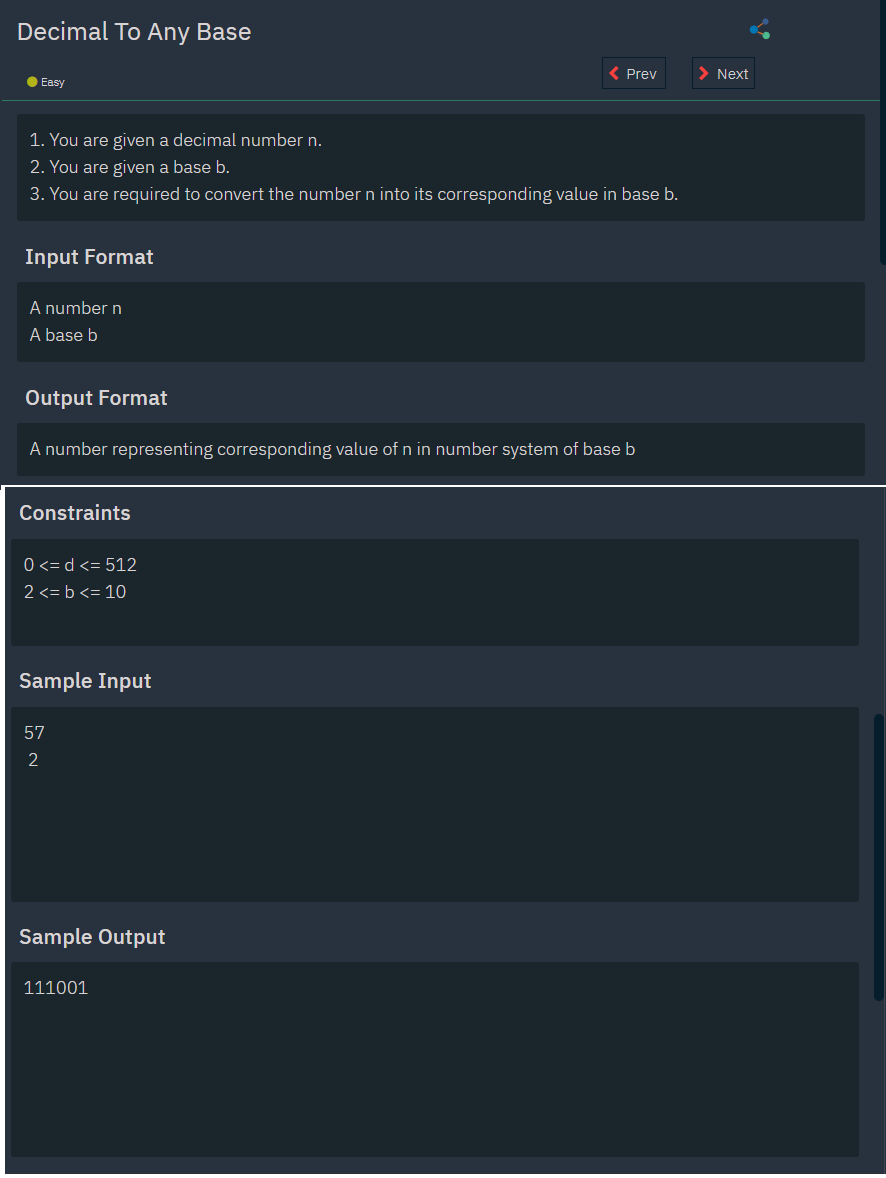 Decimal To Any Base
Easy
Prev
Next
1. You are given a decimal number n.
2. You are given a base b.
3. You are required to convert the number n into its corresponding value in base b.
Input Format
A number n
A base b
Output Format
A number representing corresponding value of n in number system of base b
Constraints
0 <= d <= 512
2 <= b <= 10
Sample Input
57
2
Sample Output
111001